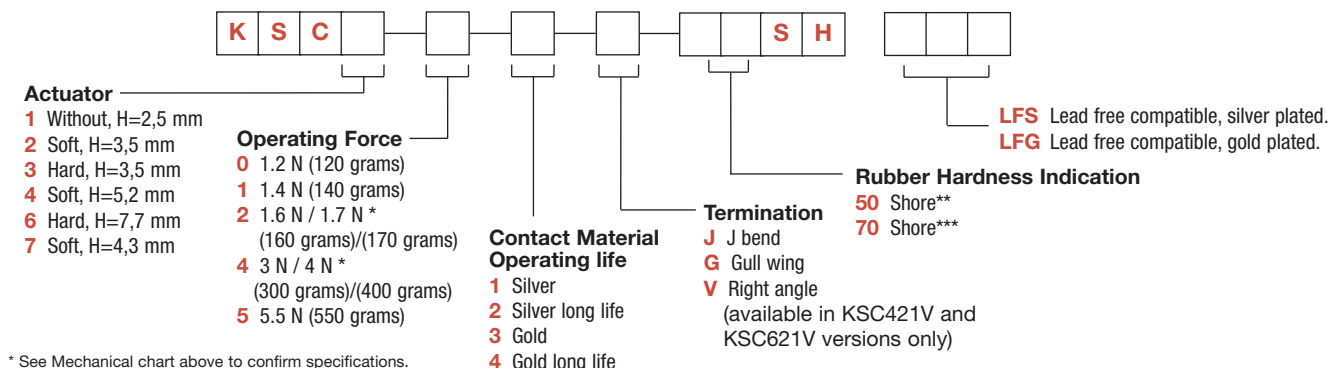 K S C S H
Actuator
1 Without, H=2,5 mm
2 Soft, H=3,5 mm
3 Hard, H=3,5 mm
4 Soft, H=5,2 mm
6 Hard, H=7,7 mm
7 Soft, H=4,3 mm
Operating Force
0 1.2 N (120 grams)
1 1.4 N (140 grams)
2 1.6 N / 1.7 N *
(160 grams)/(170 grams)
4 3 N / 4 N *
(300 grams)/(400 grams)
5 5.5 N (550 grams)
Contact Material
Operating life
1 Silver
2 Silver long life
3 Gold
4 Gold long life
Termination
J J bend
G Gull wing
V Right angle
(available in KSC421V and
KSC621V versions only)
Rubber Hardness Indication
50 Shore**
70 Shore***
LFS Lead free compatible, silver plated.
LFG Lead free compatible, gold plated.
* See Mechanical chart above to confirm specifications.